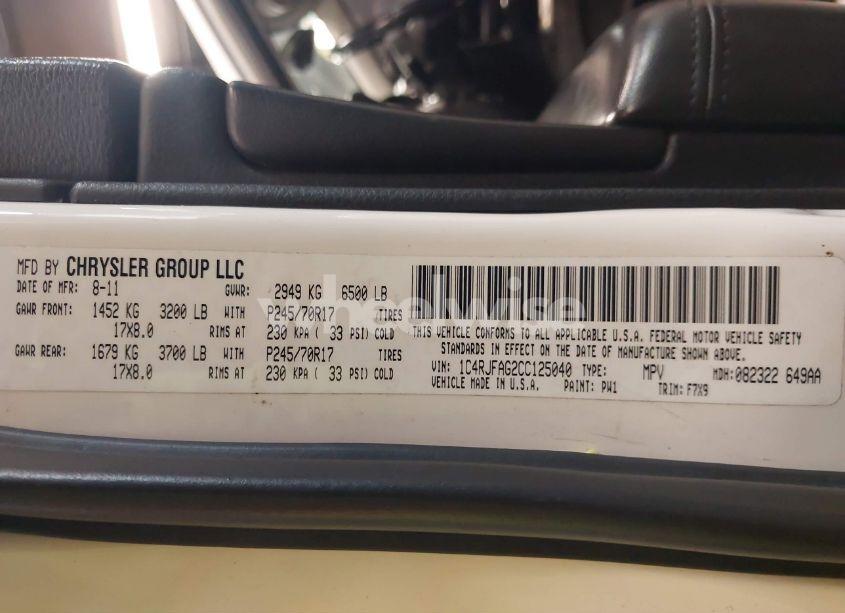 MFD BY CHRYSLER GROUP LLC
DATE OF MFR: 8-11 GVWR: 2949 KG 6500 LB
GAWR FRONT: 1452 KG 3200 LB WITH P245/70R17 TIRES
17X8.0 RIMS AT 230 KPA ( 33 PSI) COLD
GAWR REAR: 1679 KG 3700 LB WITH P245/70R17 TIRES
17X8.0 RIMS AT 230 KPA ( 33 PSI) COLD
THIS VEHICLE CONFORMS TO ALL APPLICABLE U.S.A. FEDERAL MOTOR VEHICLE SAFETY
STANDARDS IN EFFECT ON THE DATE OF MANUFACTURE SHOWN ABOVE.
VIN: 1C4RJFAG2CC125040 TYPE: MPV MDH: 082322 649AA
VEHICLE MADE IN U.S.A. PAINT: PW1 TRIM: F7X9
wheelwise